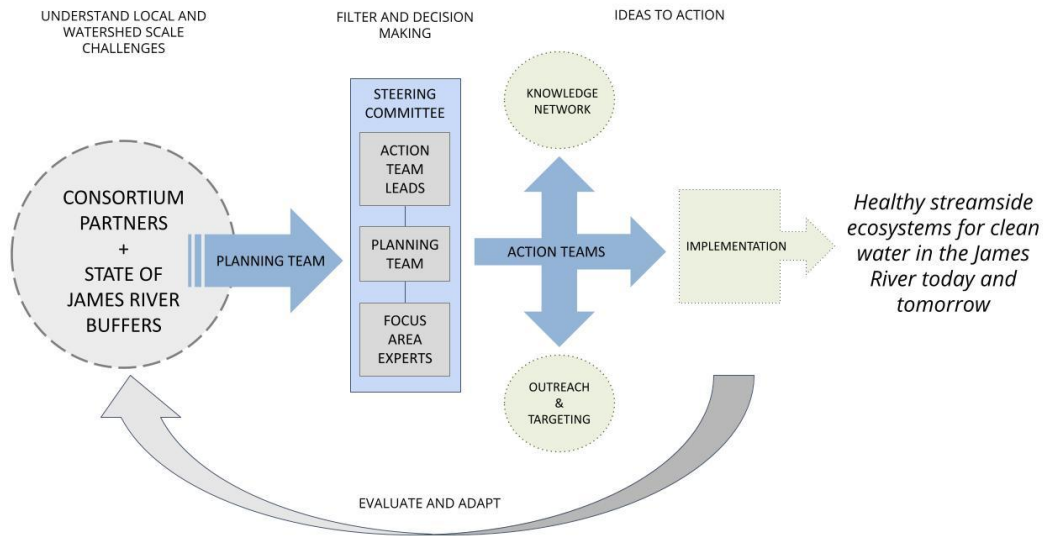 UNDERSTAND LOCAL AND
WATERSHED SCALE
CHALLENGES
FILTER AND DECISION
MAKING
IDEAS TO ACTION
CONSORTIUM
PARTNERS
+
STATE OF
JAMES RIVER
BUFFERS
PLANNING TEAM
STEERING
COMMITTEE
ACTION
TEAM
LEADS
PLANNING
TEAM
FOCUS
AREA
EXPERTS
KNOWLEDGE
NETWORK
ACTION TEAMS
OUTREACH
&
TARGETING
IMPLEMENTATION
Healthy streamside
ecosystems for clean
water in the James
River today and
tomorrow
EVALUATE AND ADAPT